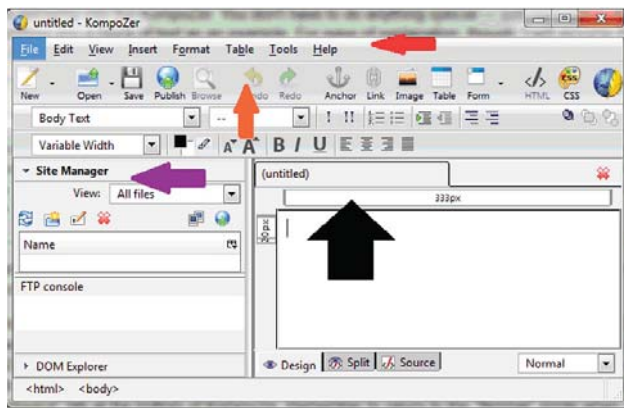 untitled - KompoZer
File Edit View Insert Format Table Tools Help
New Open Save Publish Browse Redo Anchor Link Image Table Form HTML CSS
Body Text -- ! !!
Variable Width A A B I U
Site Manager
View: All files
Name
FTP console
DOM Explorer
<html> <body>
(untitled)
333px
Design Split Source Normal